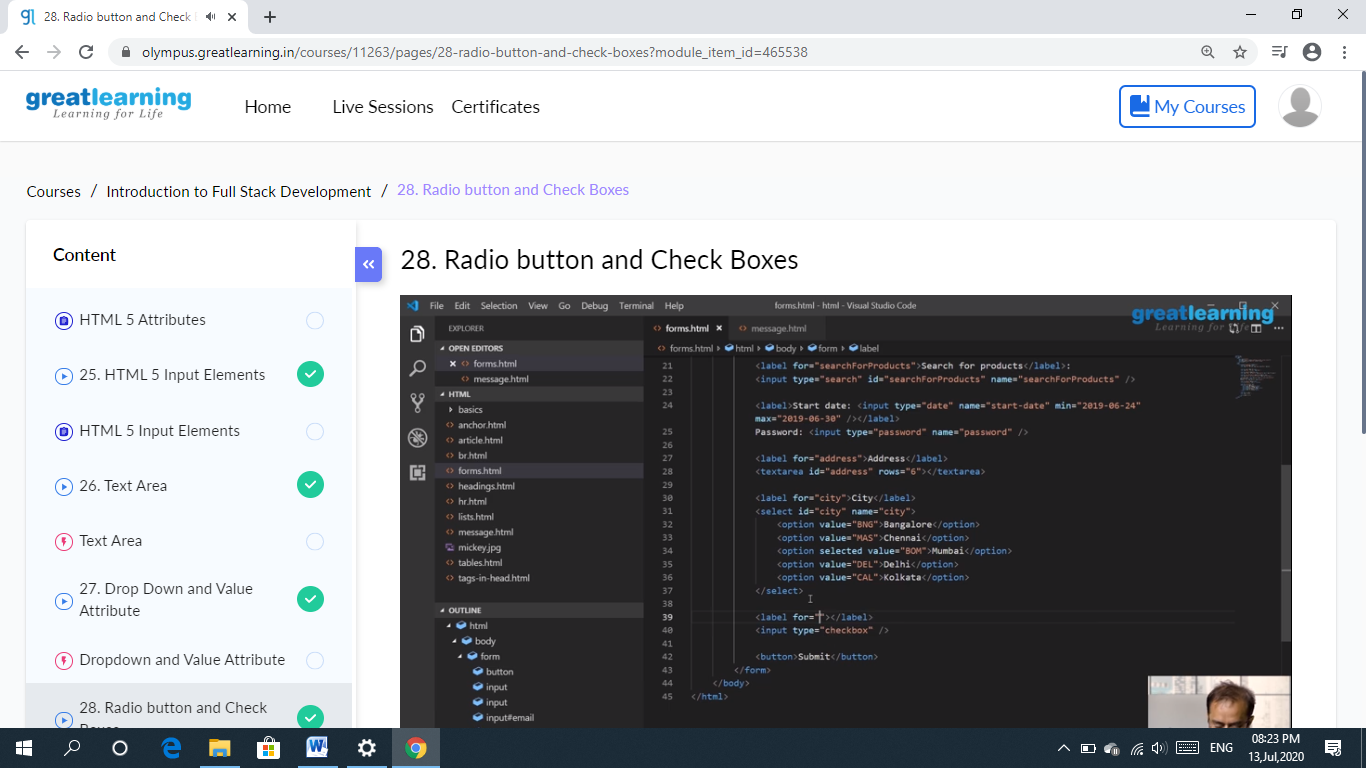 28. Radio button and Check
olympus.greatlearning.in/courses/11263/pages/28-radio-button-and-check-boxes?module_item_id=465538
greatlearning
Learning for Life
Home
Live Sessions
Certificates
My Courses
Courses / Introduction to Full Stack Development / 28. Radio button and Check Boxes
Content
HTML 5 Attributes
25. HTML 5 Input Elements
HTML 5 Input Elements
26. Text Area
Text Area
27. Drop Down and Value
Attribute
Dropdown and Value Attribute
28. Radio button and Check
Boxes
28. Radio button and Check Boxes
File Edit Selection View Go Debug Terminal Help
forms.html - html - Visual Studio Code
greatlearning
Learning for Life
EXPLORER
OPEN EDITORS
forms.html
message.html
HTML
basics
anchor.html
article.html
br.html
forms.html
headings.html
hr.html
lists.html
message.html
mickey.jpg
tables.html
tags-in-head.html
OUTLINE
html
body
form
button
input
input
input#email
forms.html
message.html
forms.html html body form label
21 <label for="searchForProducts">Search for products</label>:
22 <input type="search" id="searchForProducts" name="searchForProducts" />
23
24 <label>Start date: <input type="date" name="start-date" min="2019-06-24"
max="2019-06-30" /></label>
25 Password: <input type="password" name="password" />
26
27 <label for="address">Address</label>
28 <textarea id="address" rows="6"></textarea>
29
30 <label for="city">City</label>
31 <select id="city" name="city">
32 <option value="BNG">Bangalore</option>
33 <option value="MAS">Chennai</option>
34 <option selected value="BOM">Mumbai</option>
35 <option value="DEL">Delhi</option>
36 <option value="CAL">Kolkata</option>
37 </select>
38
39 <label for=""></label>
40 <input type="checkbox" />
41
42 <button>Submit</button>
43 </form>
44 </body>
45 </html>
ENG
08:23 PM
13,Jul,2020